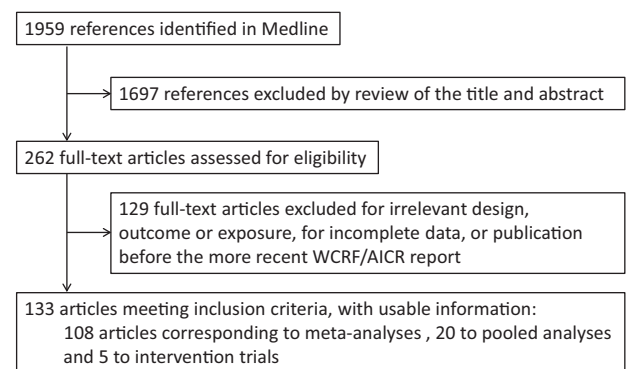 1959 references identified in Medline
1697 references excluded by review of the title and abstract
262 full-text articles assessed for eligibility
129 full-text articles excluded for irrelevant design,
outcome or exposure, for incomplete data, or publication
before the more recent WCRF/AICR report
133 articles meeting inclusion criteria, with usable information:
108 articles corresponding to meta-analyses , 20 to pooled analyses
and 5 to intervention trials